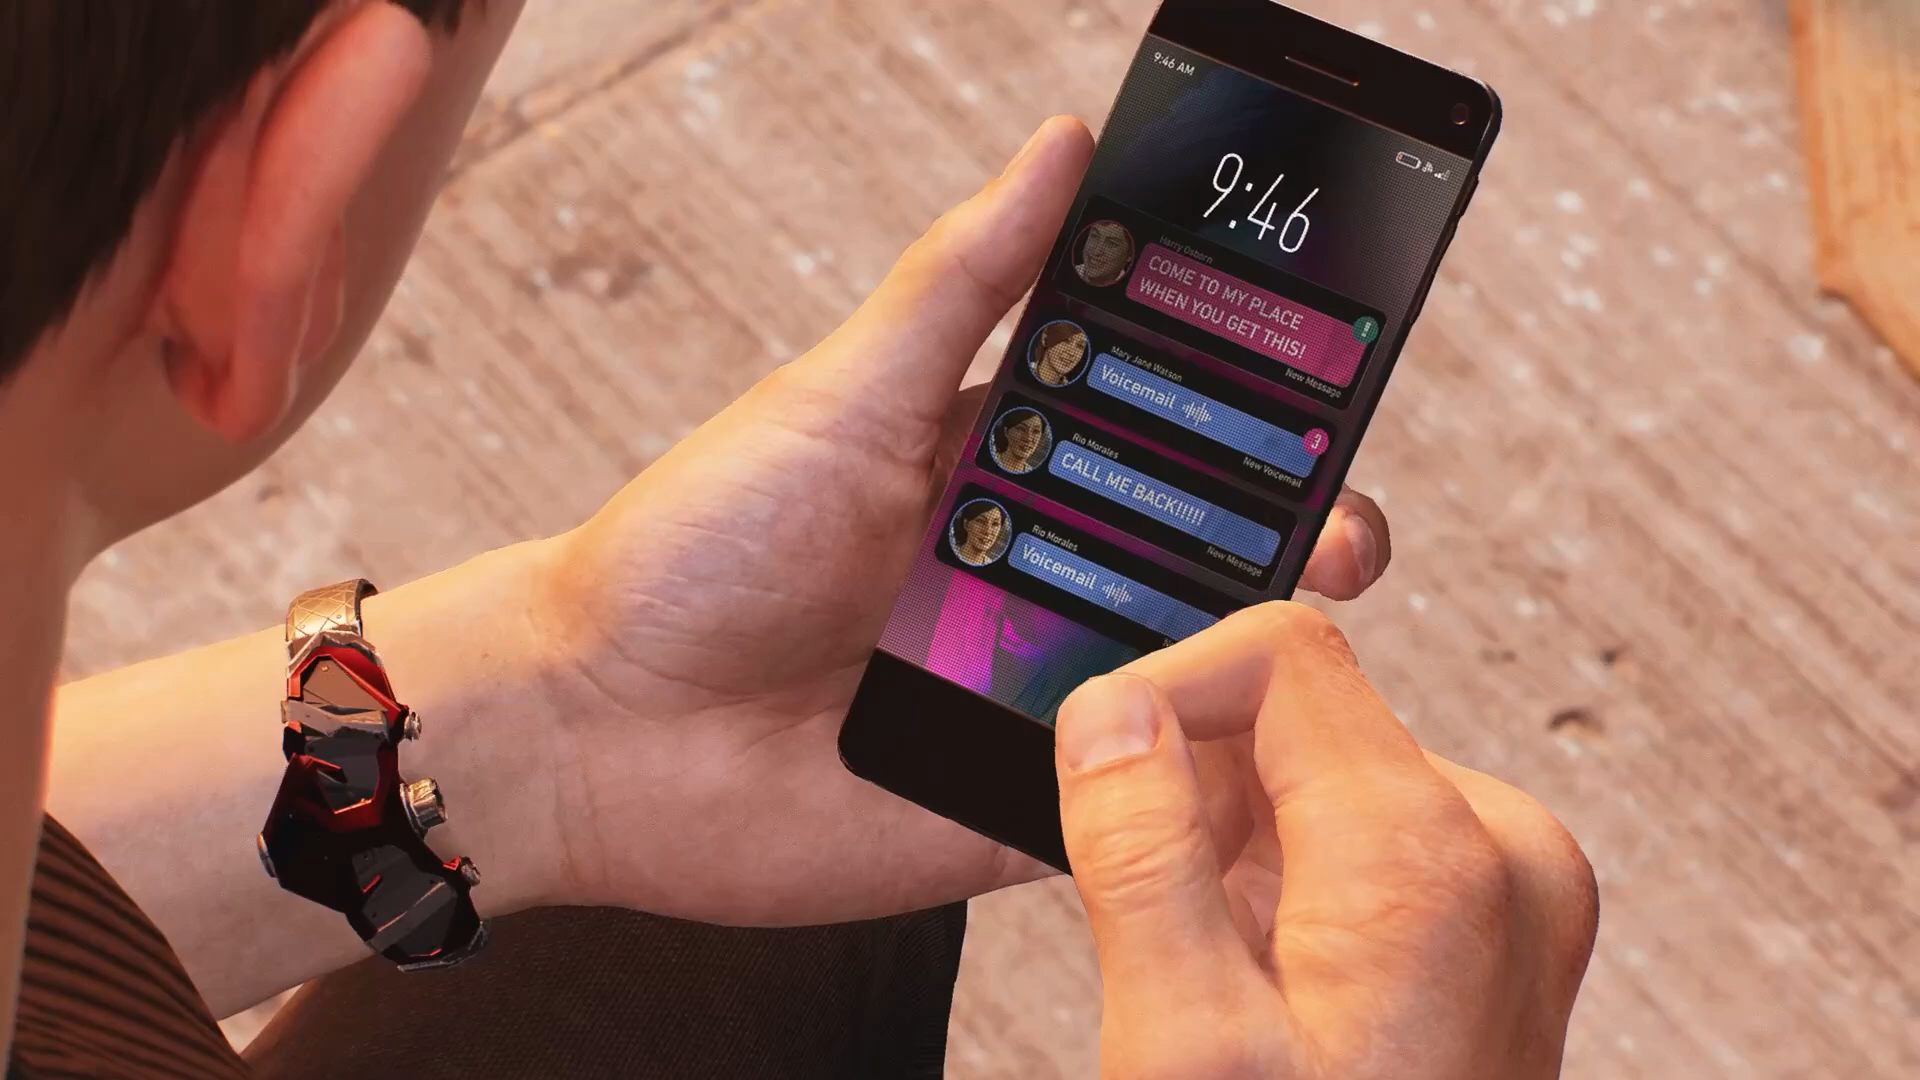 9:46 AM
9:46
Harry Osborn
COME TO MY PLACE
WHEN YOU GET THIS!
New Message
Mary Jane Watson
Voicemail
3
New Voicemail
Rio Morales
CALL ME BACK!!!!!
New Message
Rio Morales
Voicemail